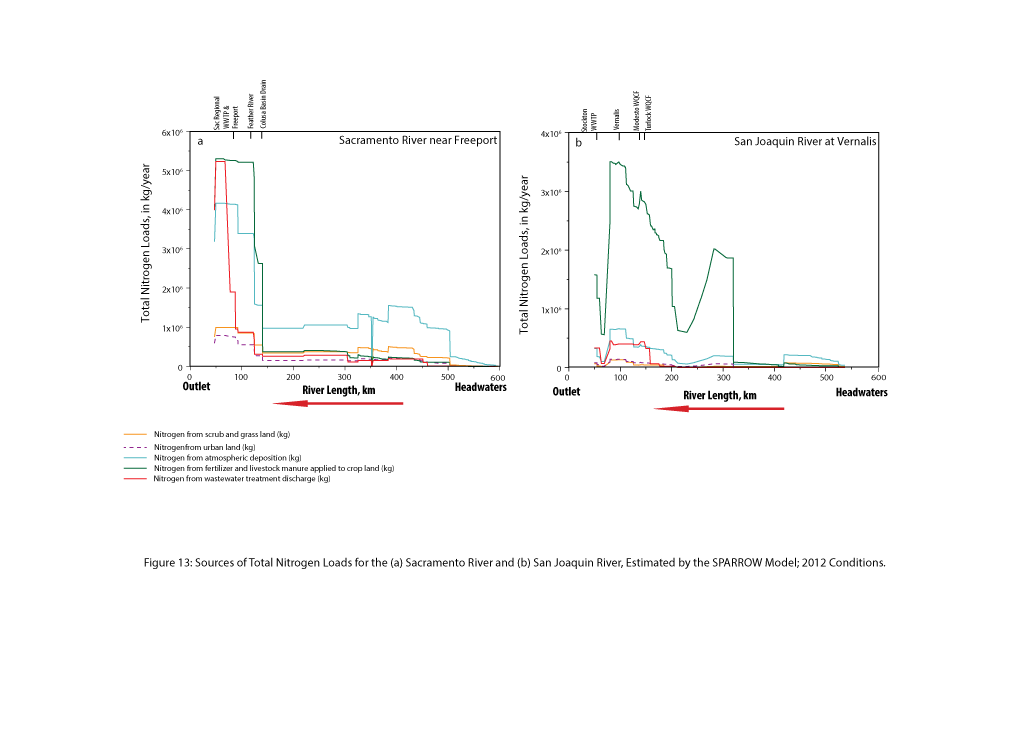 Sac Regional
WWTP &
Freeport
Feather River
Colusa Basin Drain
a
Sacramento River near Freeport
Total Nitrogen Loads, in kg/year
6x10⁶
5x10⁶
4x10⁶
3x10⁶
2x10⁶
1x10⁶
0
0 100 200 300 400 500 600
Outlet
River Length, km
Headwaters
Stockton
WWTP
Vernalis
Modesto WQCF
Turlock WQCF
b
San Joaquin River at Vernalis
Total Nitrogen Loads, in kg/year
4x10⁶
3x10⁶
2x10⁶
1x10⁶
0
0 100 200 300 400 500 600
Outlet
River Length, km
Headwaters
Nitrogen from scrub and grass land (kg)
Nitrogenfrom urban land (kg)
Nitrogen from atmospheric deposition (kg)
Nitrogen from fertilizer and livestock manure applied to crop land (kg)
Nitrogen from wastewater treatment discharge (kg)
Figure 13: Sources of Total Nitrogen Loads for the (a) Sacramento River and (b) San Joaquin River, Estimated by the SPARROW Model; 2012 Conditions.